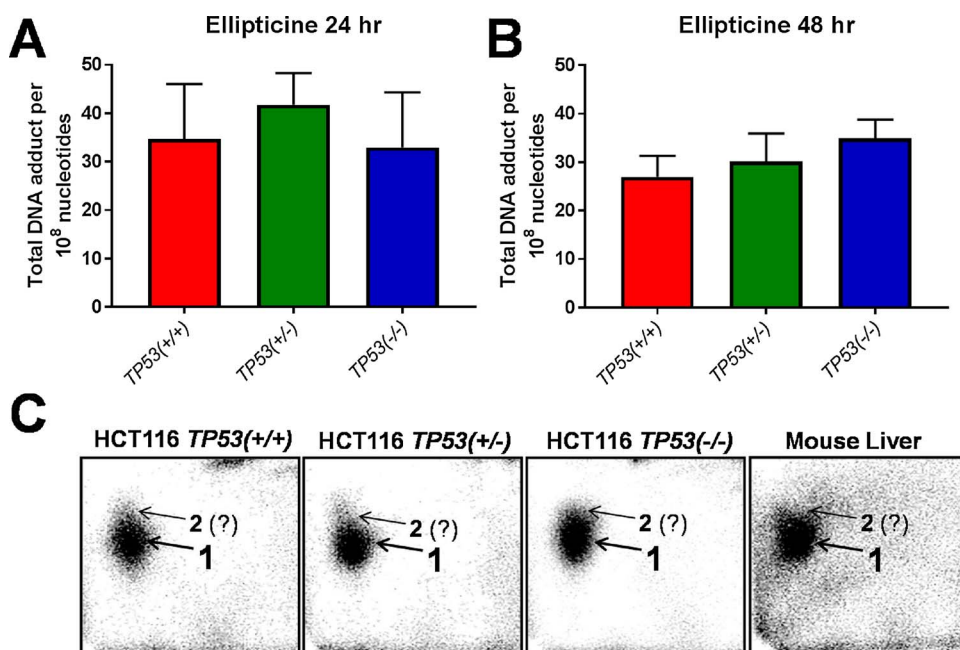 A
Ellipticine 24 hr
Total DNA adduct per
10⁸ nucleotides
50
40
30
20
10
0
TP53(+/+)
TP53(+/-)
TP53(-/-)
B
Ellipticine 48 hr
Total DNA adduct per
10⁸ nucleotides
50
40
30
20
10
0
TP53(+/+)
TP53(+/-)
TP53(-/-)
C
HCT116 TP53(+/+)
2 (?)
1
HCT116 TP53(+/-)
2 (?)
1
HCT116 TP53(-/-)
2 (?)
1
Mouse Liver
2 (?)
1